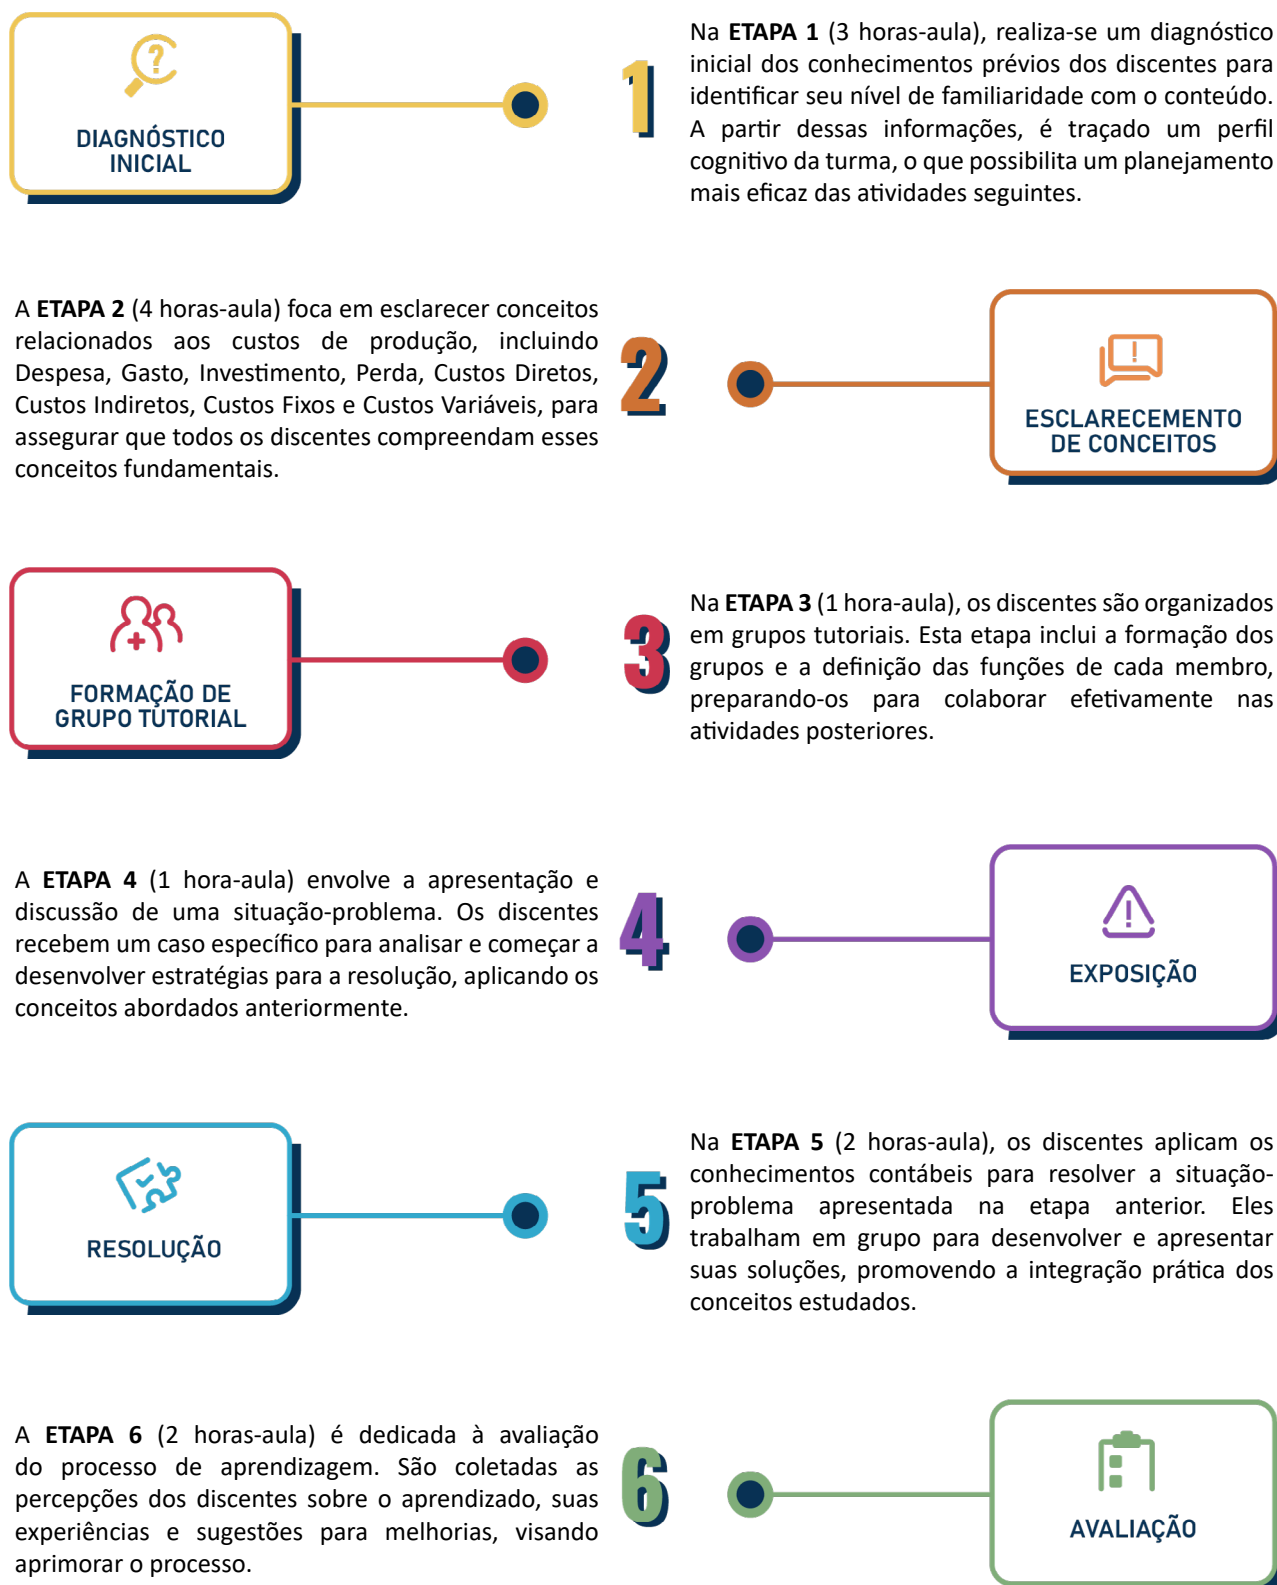 DIAGNÓSTICO
INICIAL
1
Na ETAPA 1 (3 horas-aula), realiza-se um diagnóstico
inicial dos conhecimentos prévios dos discentes para
identificar seu nível de familiaridade com o conteúdo.
A partir dessas informações, é traçado um perfil
cognitivo da turma, o que possibilita um planejamento
mais eficaz das atividades seguintes.
A ETAPA 2 (4 horas-aula) foca em esclarecer conceitos
relacionados aos custos de produção, incluindo
Despesa, Gasto, Investimento, Perda, Custos Diretos,
Custos Indiretos, Custos Fixos e Custos Variáveis, para
assegurar que todos os discentes compreendam esses
conceitos fundamentais.
2
ESCLARECEMENTO
DE CONCEITOS
FORMAÇÃO DE
GRUPO TUTORIAL
3
Na ETAPA 3 (1 hora-aula), os discentes são organizados
em grupos tutoriais. Esta etapa inclui a formação dos
grupos e a definição das funções de cada membro,
preparando-os para colaborar efetivamente nas
atividades posteriores.
A ETAPA 4 (1 hora-aula) envolve a apresentação e
discussão de uma situação-problema. Os discentes
recebem um caso específico para analisar e começar a
desenvolver estratégias para a resolução, aplicando os
conceitos abordados anteriormente.
4
EXPOSIÇÃO
RESOLUÇÃO
5
Na ETAPA 5 (2 horas-aula), os discentes aplicam os
conhecimentos contábeis para resolver a situação-
problema apresentada na etapa anterior. Eles
trabalham em grupo para desenvolver e apresentar
suas soluções, promovendo a integração prática dos
conceitos estudados.
A ETAPA 6 (2 horas-aula) é dedicada à avaliação
do processo de aprendizagem. São coletadas as
percepções dos discentes sobre o aprendizado, suas
experiências e sugestões para melhorias, visando
aprimorar o processo.
6
AVALIAÇÃO